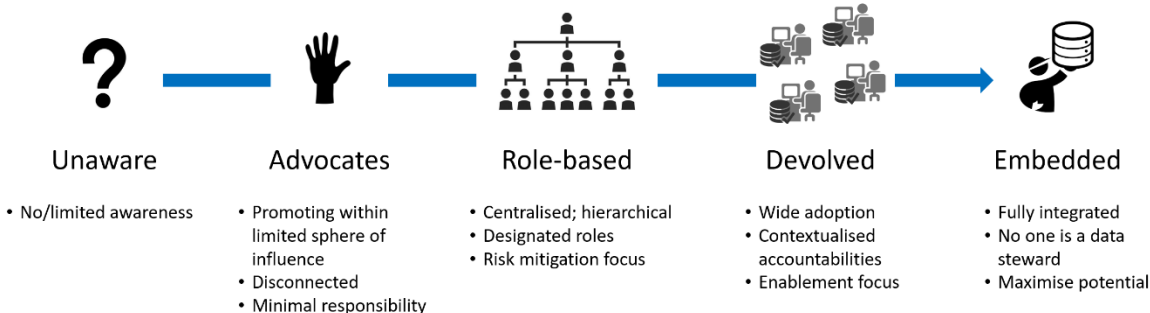 Unaware
• No/limited awareness
Advocates
• Promoting within
limited sphere of
influence
• Disconnected
• Minimal responsibility
Role-based
• Centralised; hierarchical
• Designated roles
• Risk mitigation focus
Devolved
• Wide adoption
• Contextualised
accountabilities
• Enablement focus
Embedded
• Fully integrated
• No one is a data
steward
• Maximise potential